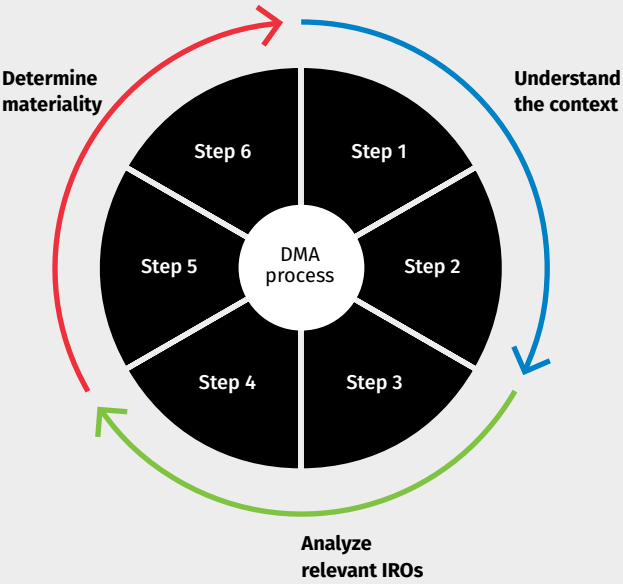 Determine
materiality
Understand
the context
Step 6
Step 1
Step 5
DMA
process
Step 2
Step 4
Step 3
Analyze
relevant IROs